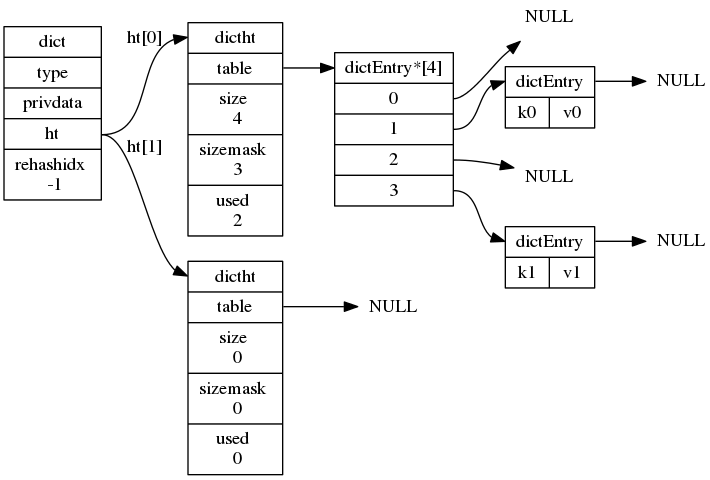 dict
type
privdata
ht
rehashidx
-1
ht[0]
ht[1]
dictht
table
size
4
sizemask
3
used
2
dictht
table
size
0
sizemask
0
used
0
dictEntry*[4]
0
1
2
3
NULL
NULL
dictEntry
k0 v0
NULL
NULL
dictEntry
k1 v1
NULL